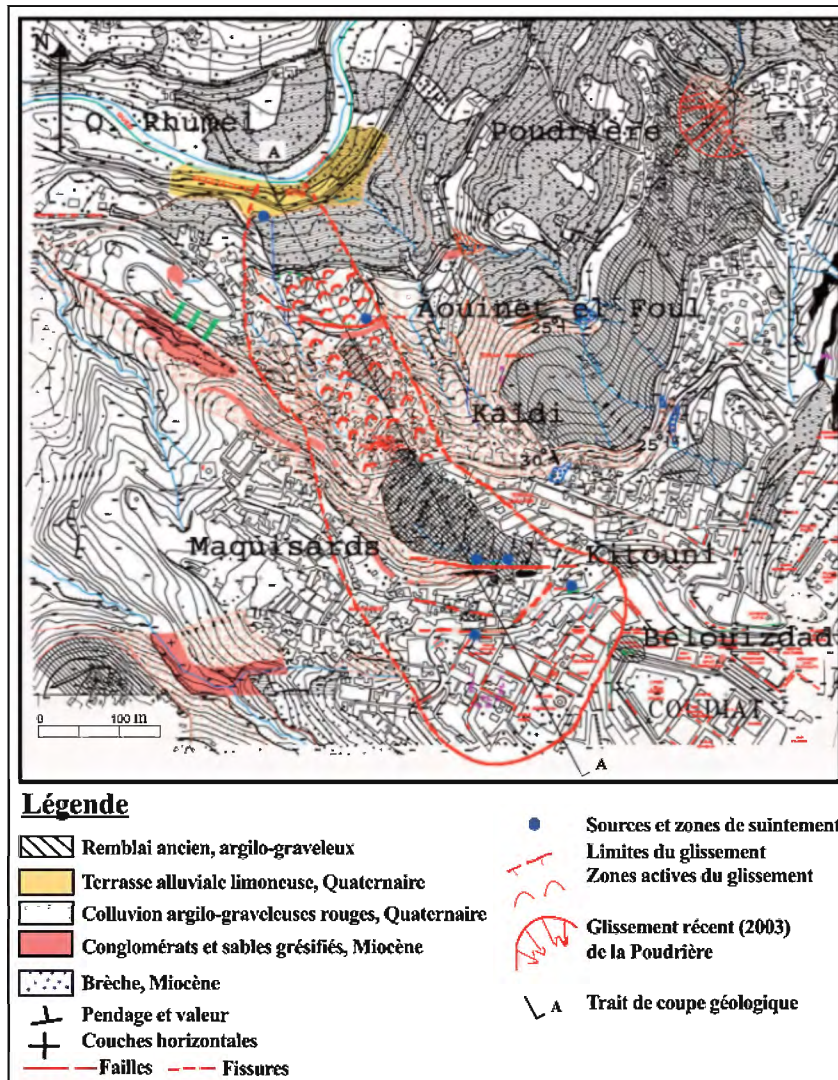 N
O. Rhumel
A
Poudrière
Aouinet el Foul
25°
Kaidi
25°
30°
Maquisards
Kitouni
Bélouizdad
COUDIAT
0 100 m
A
Légende
Remblai ancien, argilo-graveleux
Terrasse alluviale limoneuse, Quaternaire
Colluvion argilo-graveleuses rouges, Quaternaire
Conglomérats et sables grésifiés, Miocène
Brèche, Miocène
Pendage et valeur
Couches horizontales
Failles Fissures
Sources et zones de suintement
Limites du glissement
Zones actives du glissement
Glissement récent (2003)
de la Poudrière
A Trait de coupe géologique